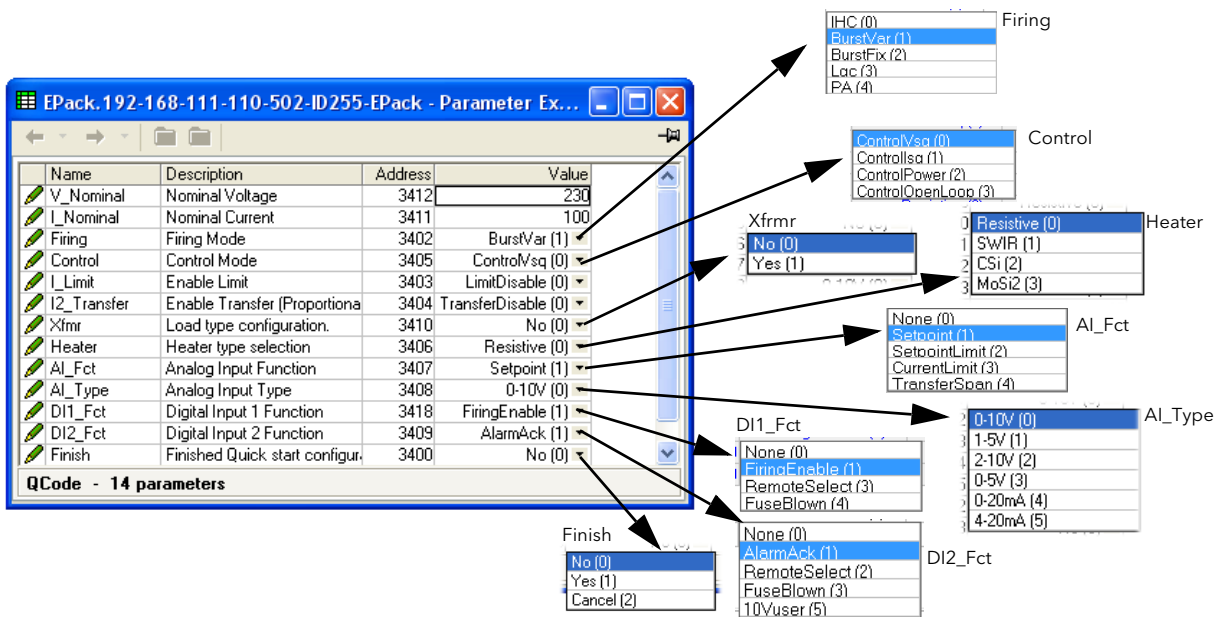 EPack.192-168-111-110-502-ID255-EPack - Parameter Ex...
Name Description Address Value
V_Nominal Nominal Voltage 3412 230
I_Nominal Nominal Current 3411 100
Firing Firing Mode 3402 BurstVar (1)
Control Control Mode 3405 ControlVsq (0)
I_Limit Enable Limit 3403 LimitDisable (0)
I2_Transfer Enable Transfer (Proportiona 3404 TransferDisable (0)
Xfmr Load type configuration. 3410 No (0)
Heater Heater type selection 3406 Resistive (0)
AI_Fct Analog Input Function 3407 Setpoint (1)
AI_Type Analog Input Type 3408 0-10V (0)
DI1_Fct Digital Input 1 Function 3418 FiringEnable (1)
DI2_Fct Digital Input 2 Function 3409 AlarmAck (1)
Finish Finished Quick start configur 3400 No (0)
QCode - 14 parameters
Firing
IHC (0)
BurstVar (1)
BurstFix (2)
Lac (3)
PA (4)
Control
ControlVsq (0)
ControlIsq (1)
ControlPower (2)
ControlOpenLoop (3)
Xfrmr
No (0)
Yes (1)
Heater
Resistive (0)
SWIR (1)
CSi (2)
MoSi2 (3)
AI_Fct
None (0)
Setpoint (1)
SetpointLimit (2)
CurrentLimit (3)
TransferSpan (4)
AI_Type
0-10V (0)
1-5V (1)
2-10V (2)
0-5V (3)
0-20mA (4)
4-20mA (5)
DI1_Fct
None (0)
FiringEnable (1)
RemoteSelect (3)
FuseBlown (4)
DI2_Fct
None (0)
AlarmAck (1)
RemoteSelect (2)
FuseBlown (3)
10Vuser (5)
Finish
No (0)
Yes (1)
Cancel (2)